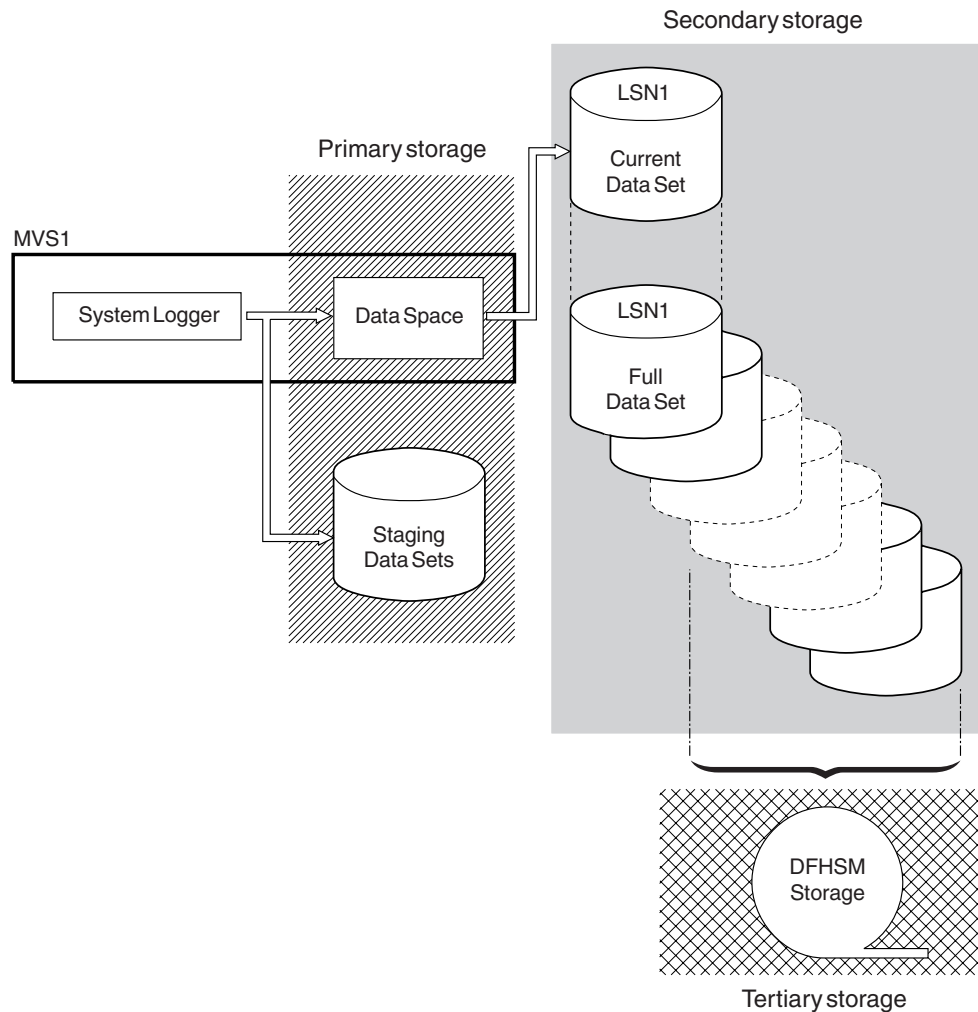 Secondary storage
LSN1
Current
Data Set
Primary storage
MVS1
System Logger
Data Space
LSN1
Full
Data Set
Staging
Data Sets
DFHSM
Storage
Tertiary storage